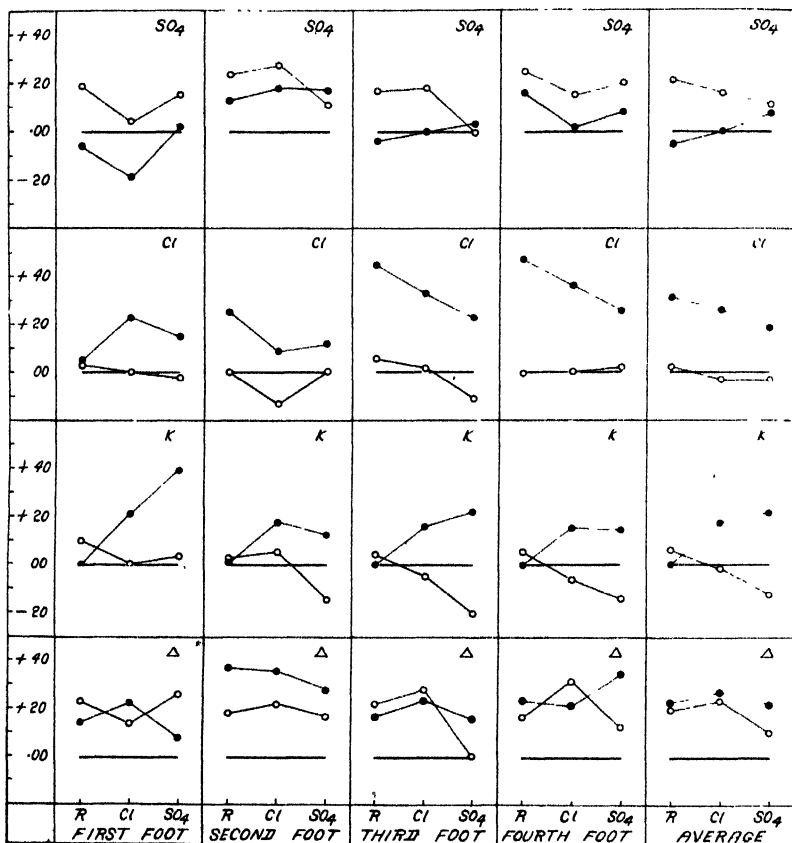 SO4 SO4 SO4 SO4 SO4
+ 40
+ 20
.00
- 20
Cl Cl Cl Cl Cl
+ 40
+ 20
00
K K K K K
+ 40
+ 20
00
- 20
△ △ △ △ △
+ 40
+ 20
.00
R Cl SO4 R Cl SO4 R Cl SO4 R Cl SO4 R Cl SO4
FIRST FOOT SECOND FOOT THIRD FOOT FOURTH FOOT AVERAGE